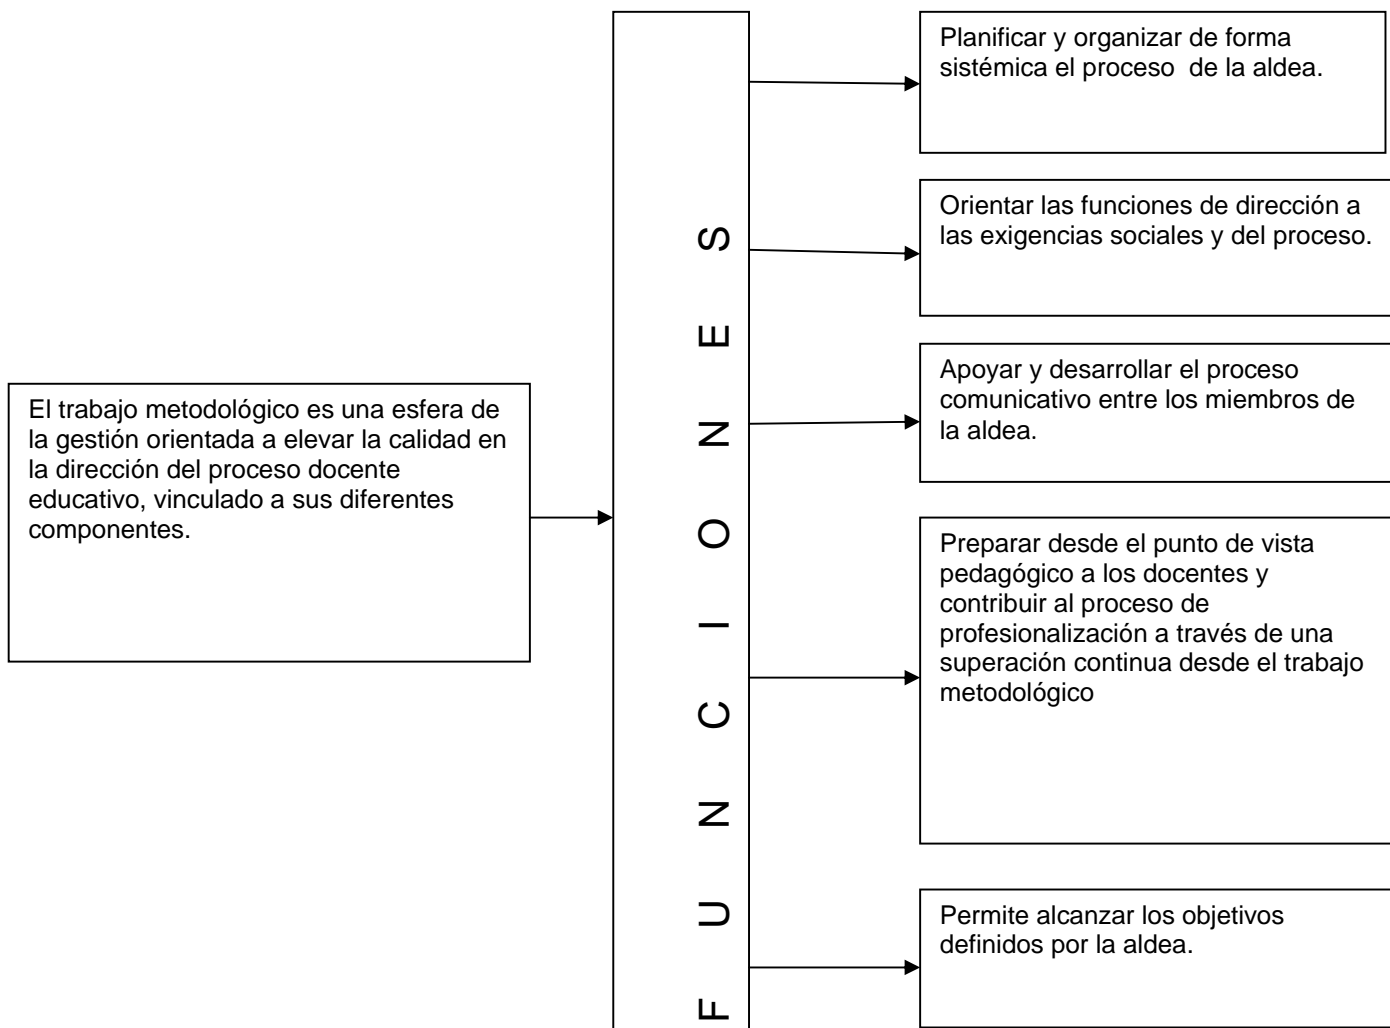 El trabajo metodológico es una esfera de
la gestión orientada a elevar la calidad en
la dirección del proceso docente
educativo, vinculado a sus diferentes
componentes.
FUNCIONES
Planificar y organizar de forma
sistémica el proceso de la aldea.
Orientar las funciones de dirección a
las exigencias sociales y del proceso.
Apoyar y desarrollar el proceso
comunicativo entre los miembros de
la aldea.
Preparar desde el punto de vista
pedagógico a los docentes y
contribuir al proceso de
profesionalización a través de una
superación continua desde el trabajo
metodológico
Permite alcanzar los objetivos
definidos por la aldea.